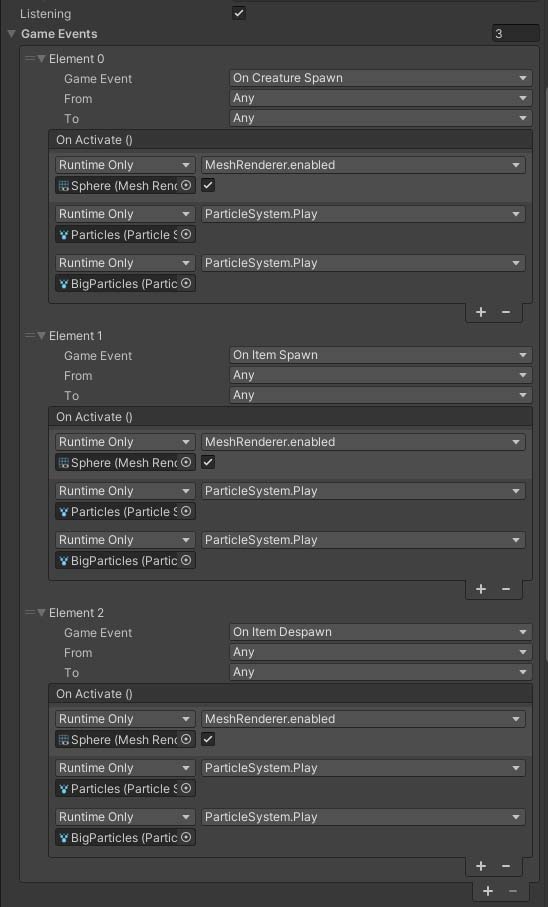 Listening
Game Events 3
Element 0
Game Event On Creature Spawn
From Any
To Any
On Activate ()
Runtime Only MeshRenderer.enabled
Sphere (Mesh Renc
Runtime Only ParticleSystem.Play
Particles (Particle S
Runtime Only ParticleSystem.Play
BigParticles (Partic
+ −
Element 1
Game Event On Item Spawn
From Any
To Any
On Activate ()
Runtime Only MeshRenderer.enabled
Sphere (Mesh Renc
Runtime Only ParticleSystem.Play
Particles (Particle S
Runtime Only ParticleSystem.Play
BigParticles (Partic
+ −
Element 2
Game Event On Item Despawn
From Any
To Any
On Activate ()
Runtime Only MeshRenderer.enabled
Sphere (Mesh Renc
Runtime Only ParticleSystem.Play
Particles (Particle S
Runtime Only ParticleSystem.Play
BigParticles (Partic
+ −
+ −